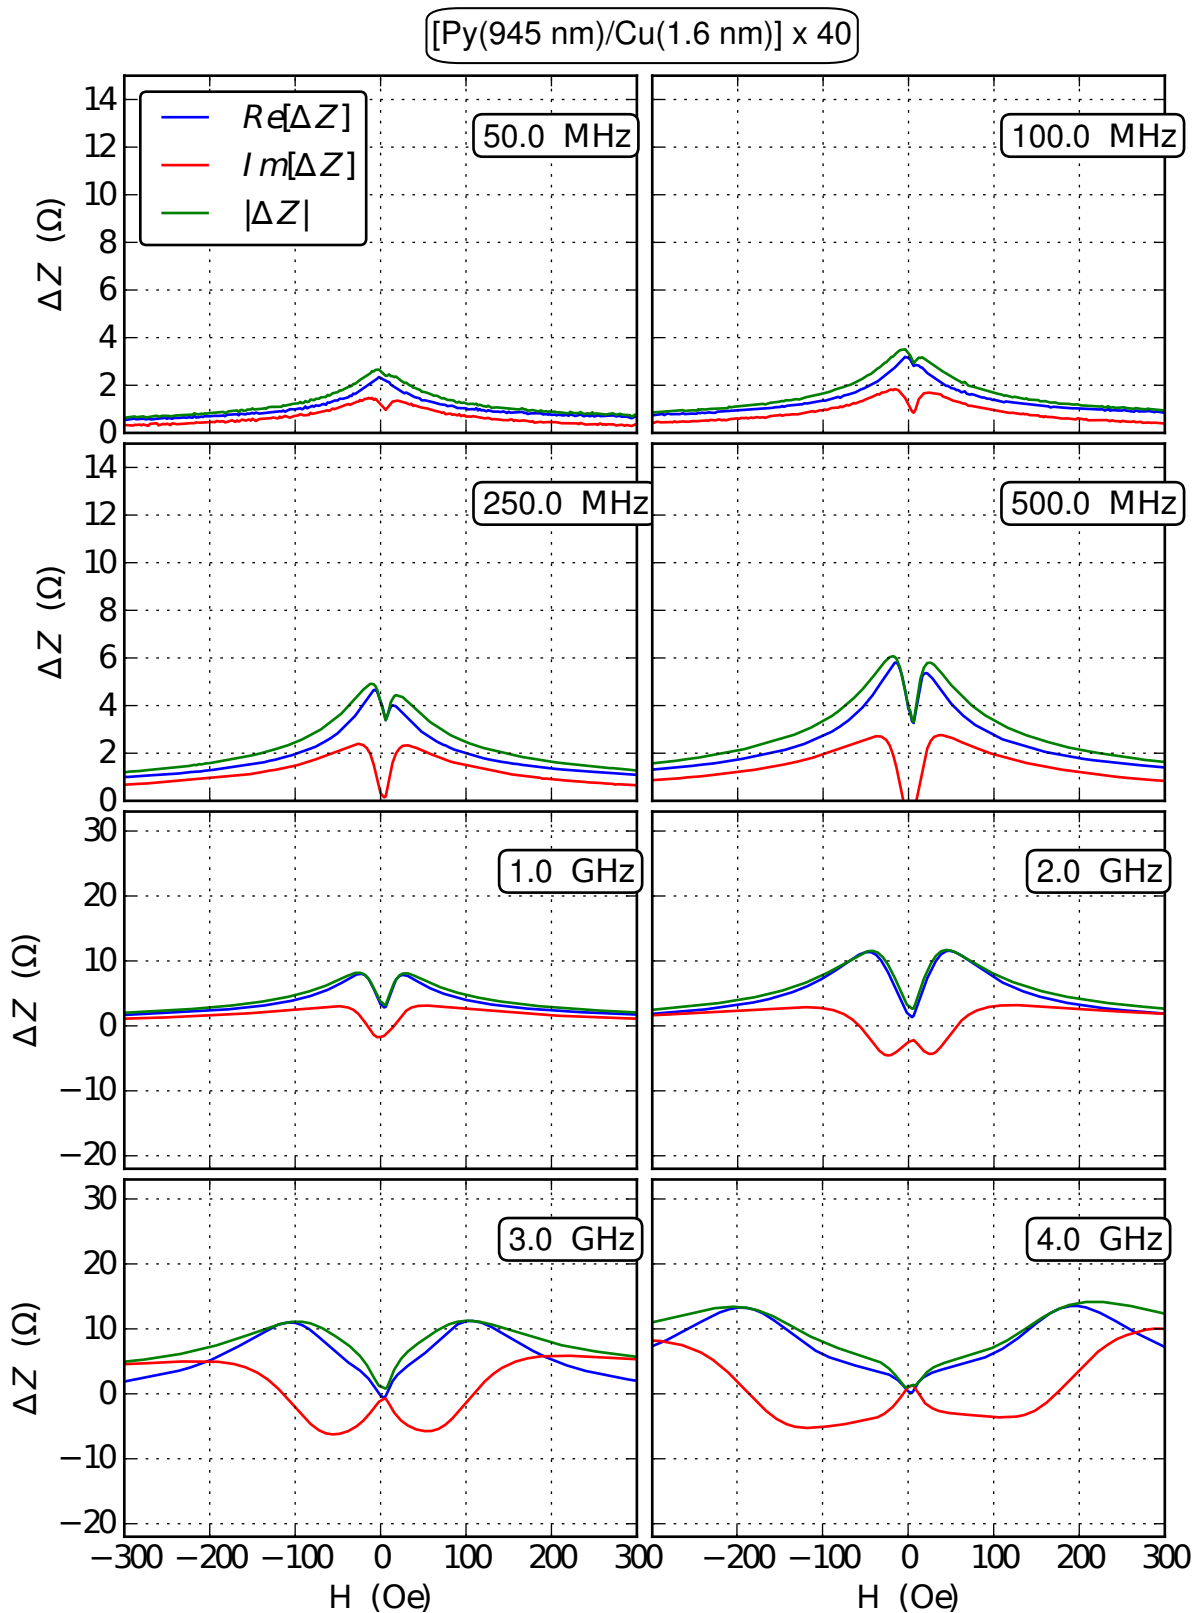 [Py(945 nm)/Cu(1.6 nm)] x 40
Re[ΔZ]
Im[ΔZ]
|ΔZ|
50.0 MHz
100.0 MHz
14
12
10
8
6
4
2
0
ΔZ (Ω)
250.0 MHz
500.0 MHz
14
12
10
8
6
4
2
0
ΔZ (Ω)
1.0 GHz
2.0 GHz
30
20
10
0
−10
−20
ΔZ (Ω)
3.0 GHz
4.0 GHz
30
20
10
0
−10
−20
ΔZ (Ω)
−300 −200 −100 0 100 200 300 −200 −100 0 100 200 300
H (Oe) H (Oe)